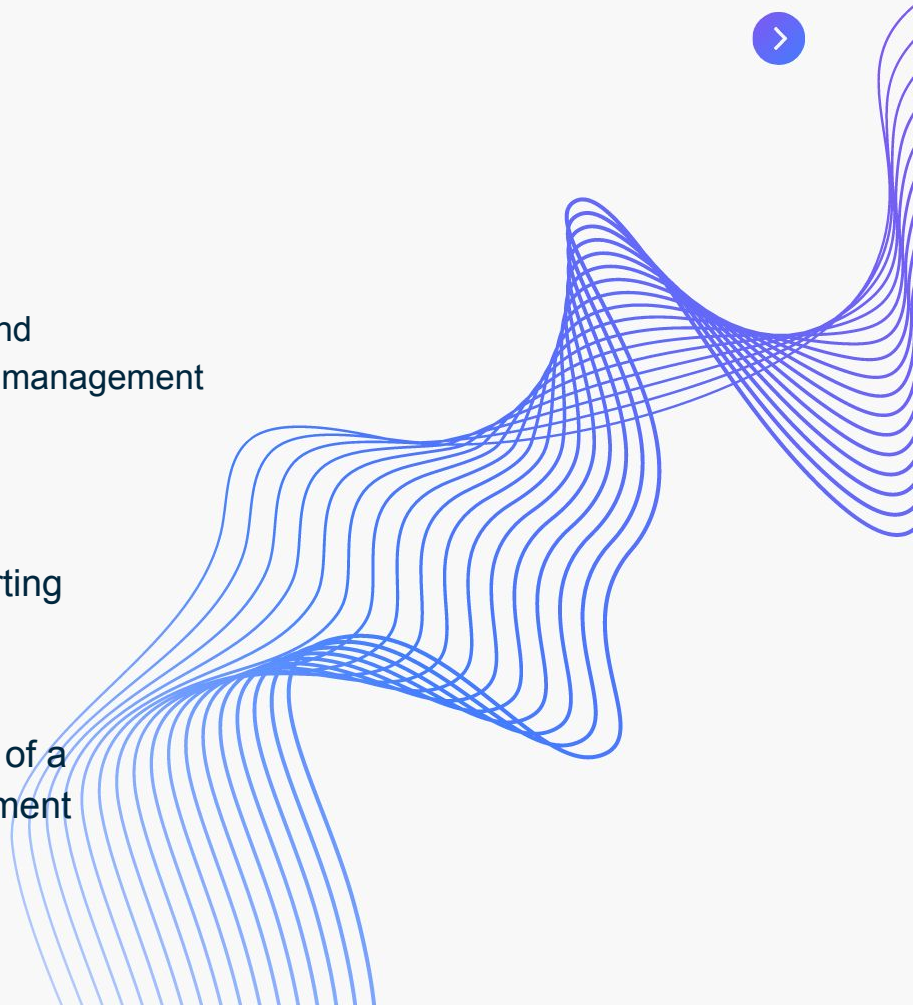 nd
management
rting
of a
ment